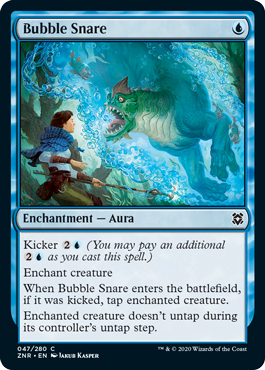 Bubble Snare
Enchantment — Aura
Kicker 2 (You may pay an additional
2 as you cast this spell.)
Enchant creature
When Bubble Snare enters the battlefield,
if it was kicked, tap enchanted creature.
Enchanted creature doesn't untap during
its controller's untap step.
047/280 C
ZNR • EN Jakub Kasper
™ & © 2020 Wizards of the Coast